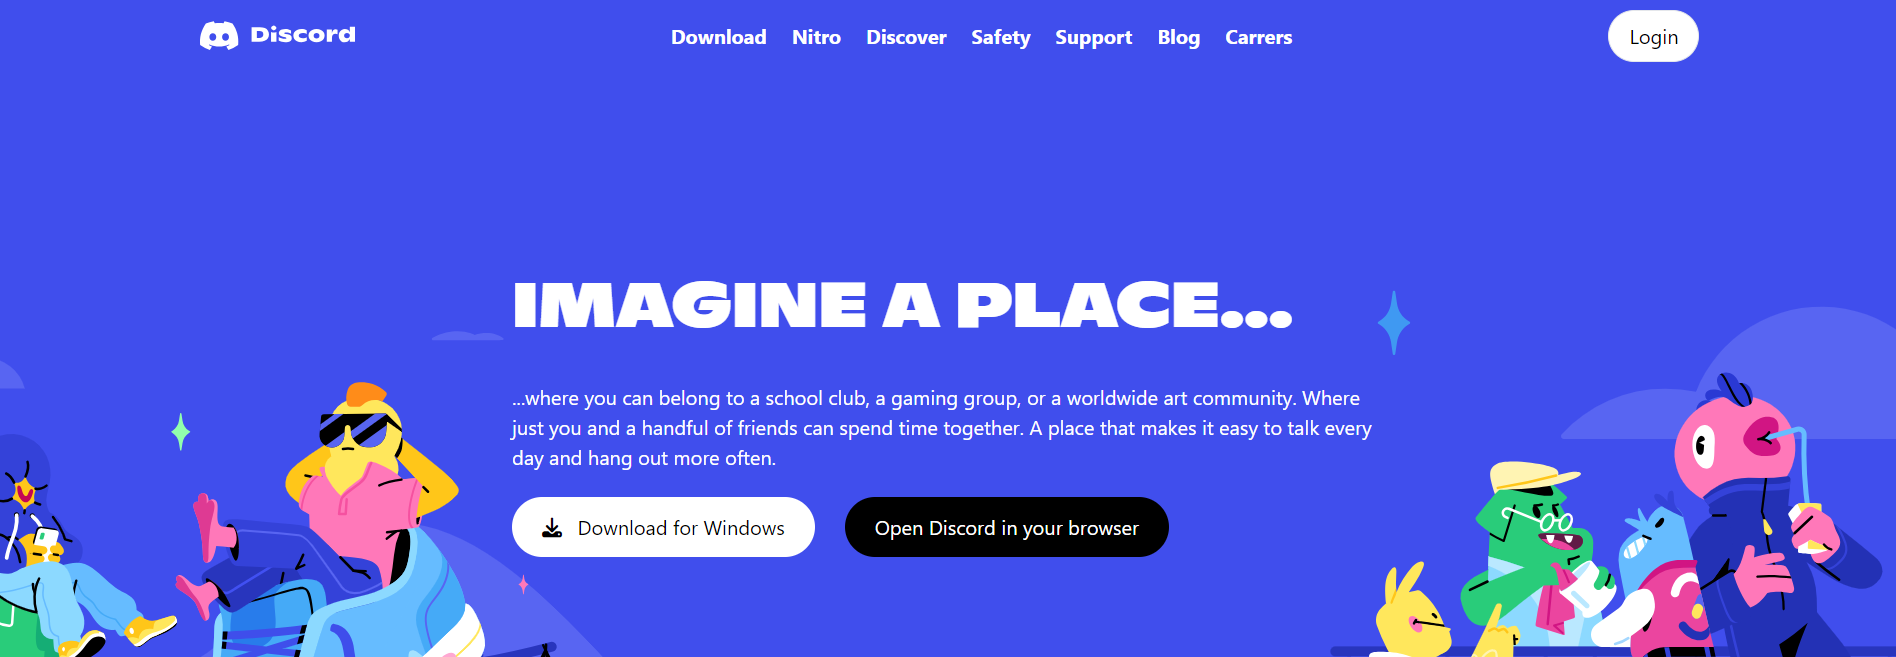 Discord
Download Nitro Discover Safety Support Blog Carrers
Login
IMAGINE A PLACE...
...where you can belong to a school club, a gaming group, or a worldwide art community. Where
just you and a handful of friends can spend time together. A place that makes it easy to talk every
day and hang out more often.
Download for Windows
Open Discord in your browser